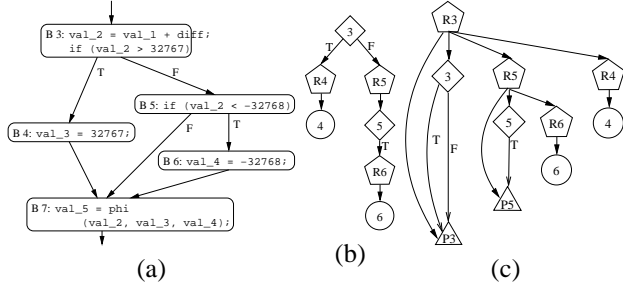 B 3: val_2 = val_1 + diff;
if (val_2 > 32767)
T
F
B 5: if (val_2 < -32768)
B 4: val_3 = 32767;
F
T
B 6: val_4 = -32768;
B 7: val_5 = phi
(val_2, val_3, val_4);
(a)
3
T
F
R4
R5
4
5
T
R6
6
(b)
R3
3
R5
R4
T
F
5
R6
4
T
6
P5
P3
(c)